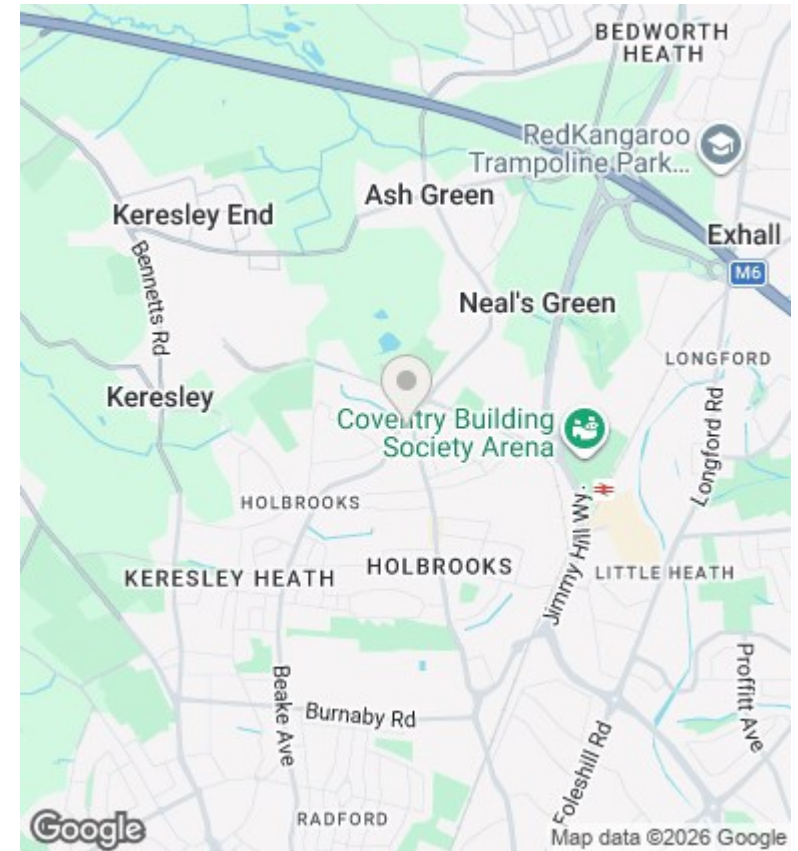 BEDWORTH
HEATH
RedKangaroo
Trampoline Park...
Ash Green
Keresley End
Exhall
Bennetts Rd
M6
Neal's Green
LONGFORD
Keresley
Coventry Building
Society Arena
Longford Rd
HOLBROOKS
Jimmy Hill Wy.
HOLBROOKS
KERESLEY HEATH
LITTLE HEATH
Proffitt Ave
Beake Ave
Burnaby Rd
Foleshill Rd
RADFORD
Google
Map data ©2026 Google